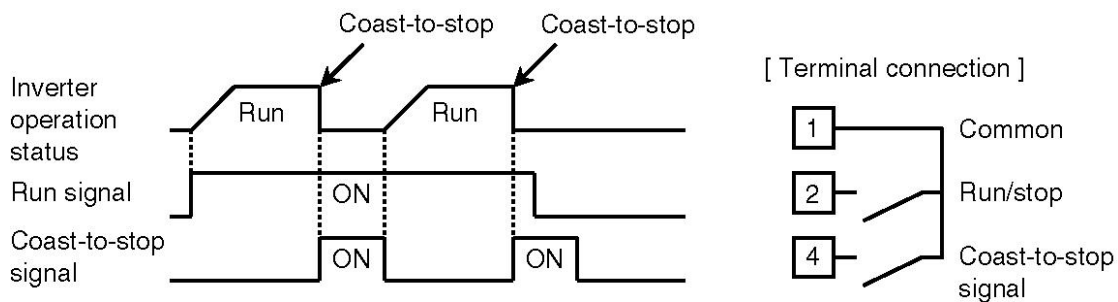 Coast-to-stop
Coast-to-stop
Inverter
operation
status
Run
Run
Run signal
ON
Coast-to-stop
signal
ON
ON
[ Terminal connection ]
1
Common
2
Run/stop
4
Coast-to-stop
signal